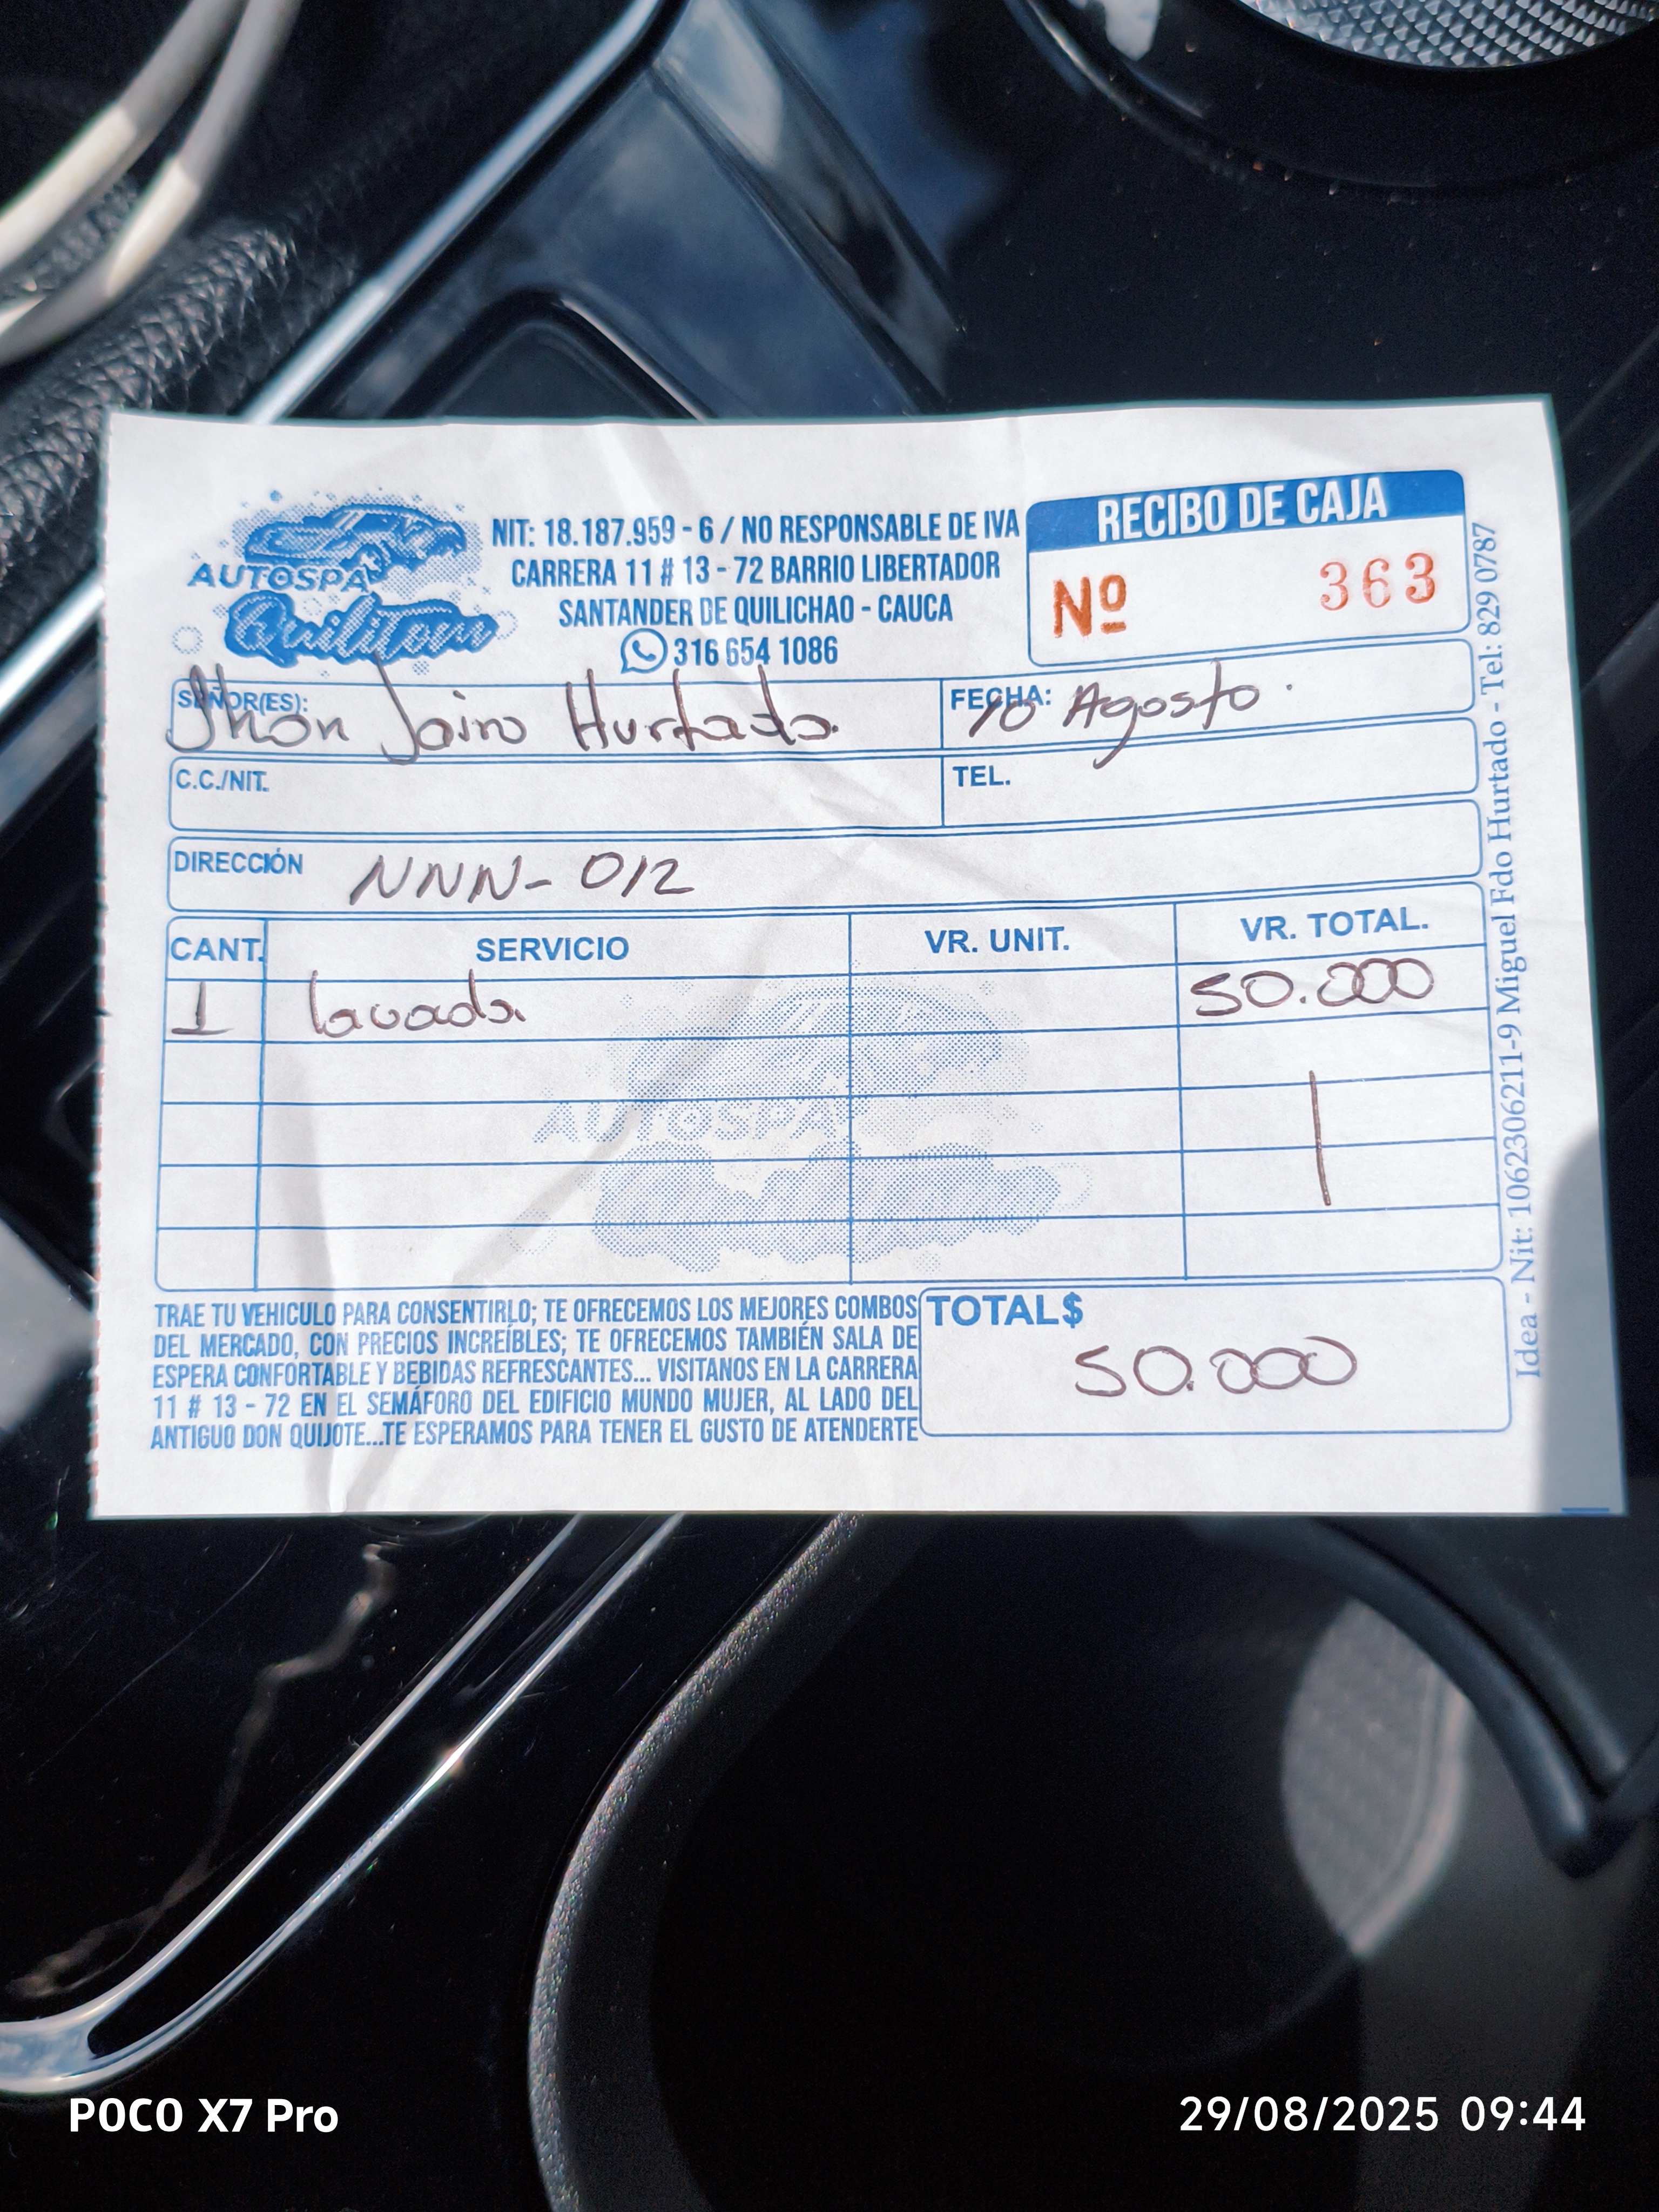 AUTOSPA
Quilitom
NIT: 18.187.959 - 6 / NO RESPONSABLE DE IVA
CARRERA 11 # 13 - 72 BARRIO LIBERTADOR
SANTANDER DE QUILICHAO - CAUCA
316 654 1086
RECIBO DE CAJA
Nº 363
SEÑOR(ES): Jhon Jairo Hurtado.
FECHA: 10 Agosto.
C.C./NIT.
TEL.
DIRECCIÓN NNN- 012
CANT. SERVICIO VR. UNIT. VR. TOTAL.
1 lavada 50.000
AUTOSPA
TRAE TU VEHICULO PARA CONSENTIRLO; TE OFRECEMOS LOS MEJORES COMBOS
DEL MERCADO, CON PRECIOS INCREÍBLES; TE OFRECEMOS TAMBIÉN SALA DE
ESPERA CONFORTABLE Y BEBIDAS REFRESCANTES... VISITANOS EN LA CARRERA
11 # 13 - 72 EN EL SEMÁFORO DEL EDIFICIO MUNDO MUJER, AL LADO DEL
ANTIGUO DON QUIJOTE...TE ESPERAMOS PARA TENER EL GUSTO DE ATENDERTE
TOTAL$
50.000
Idea - Nit: 1062306211-9 Miguel Fdo Hurtado - Tel: 829 0787
POCO X7 Pro
29/08/2025 09:44